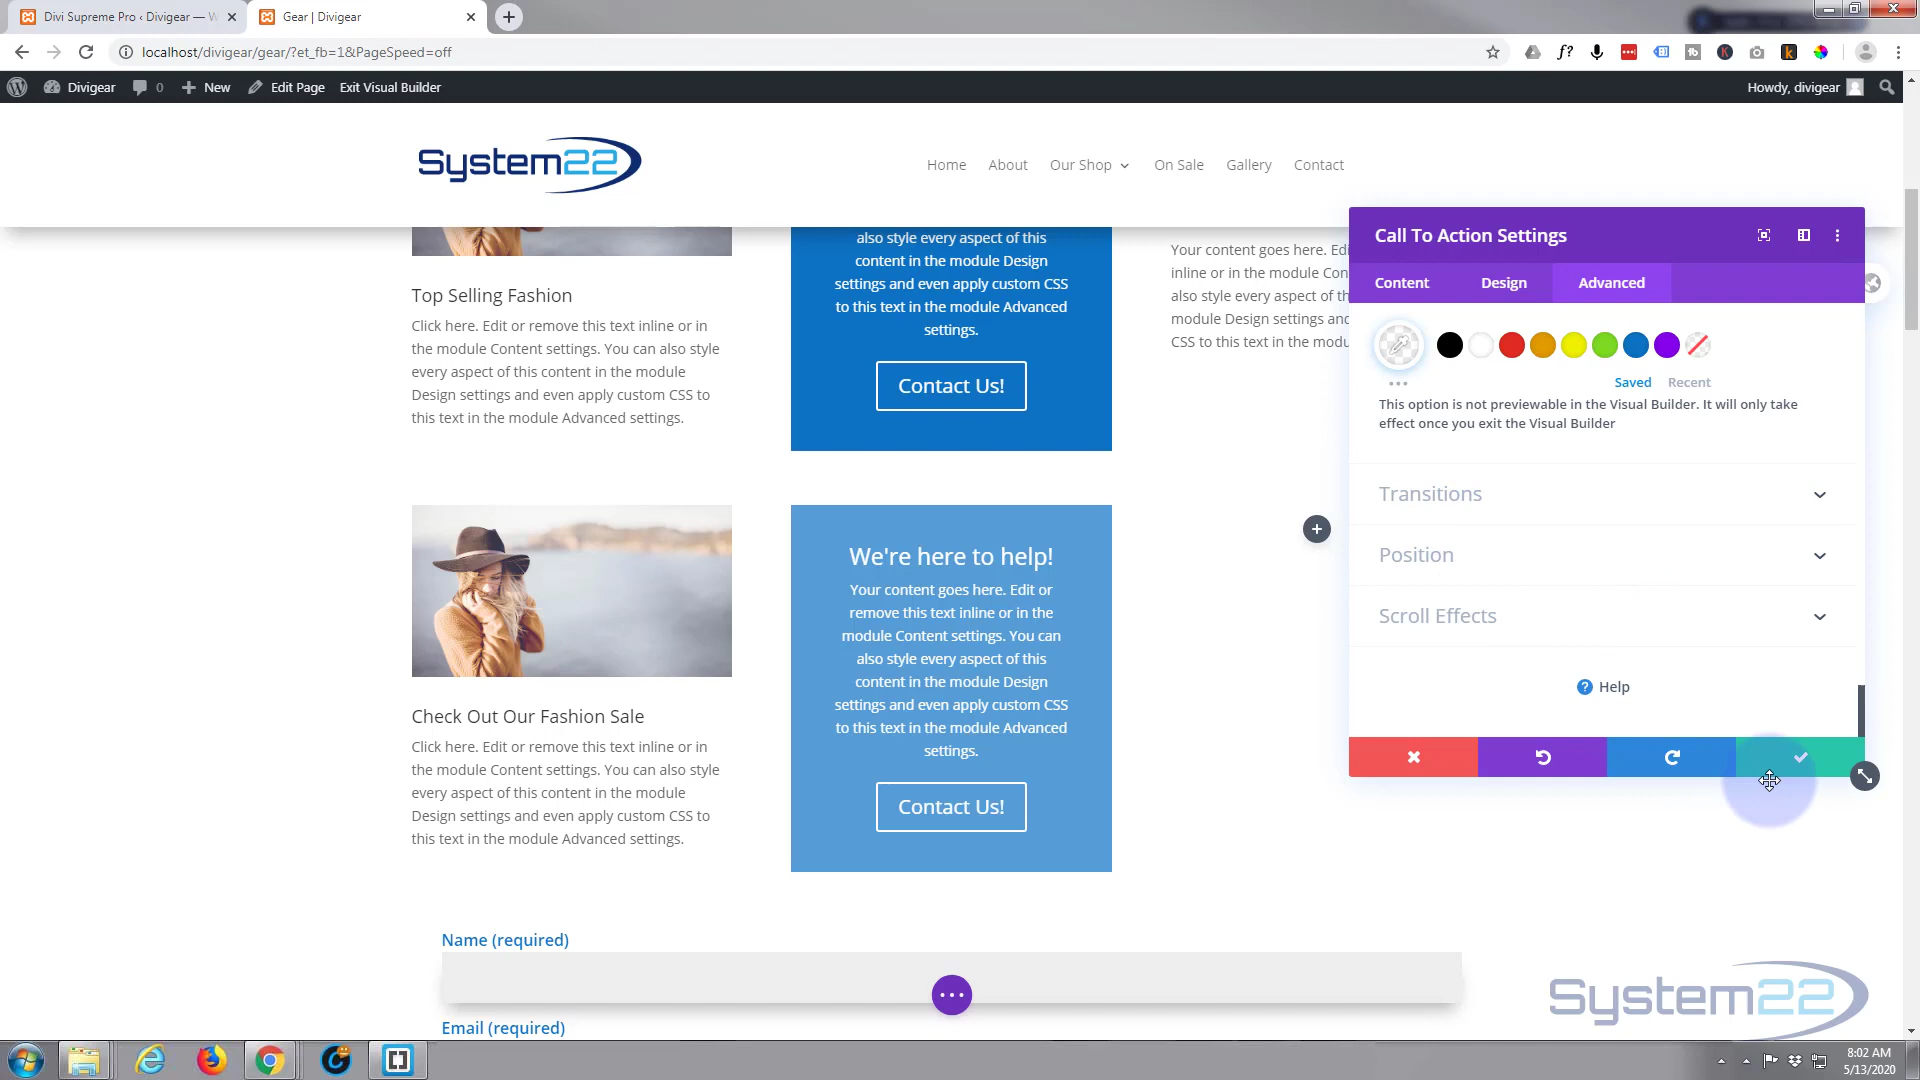 Divi Supreme Pro ‹ Divigear — W
Gear | Divigear
localhost/divigear/gear/?et_fb=1&PageSpeed=off
f?
Divigear
0
New
Edit Page
Exit Visual Builder
Howdy, divigear
System22
Home
About
Our Shop
On Sale
Gallery
Contact
Top Selling Fashion
Click here. Edit or remove this text inline or in
the module Content settings. You can also style
every aspect of this content in the module
Design settings and even apply custom CSS to
this text in the module Advanced settings.
also style every aspect of this
content in the module Design
settings and even apply custom CSS
to this text in the module Advanced
settings.
Contact Us!
Your content goes here. Edi
inline or in the module Con
also style every aspect of th
module Design settings and
CSS to this text in the modu
Call To Action Settings
Content
Design
Advanced
Saved
Recent
This option is not previewable in the Visual Builder. It will only take
effect once you exit the Visual Builder
Transitions
Position
Scroll Effects
? Help
Check Out Our Fashion Sale
Click here. Edit or remove this text inline or in
the module Content settings. You can also style
every aspect of this content in the module
Design settings and even apply custom CSS to
this text in the module Advanced settings.
We're here to help!
Your content goes here. Edit or
remove this text inline or in the
module Content settings. You can
also style every aspect of this
content in the module Design
settings and even apply custom CSS
to this text in the module Advanced
settings.
Contact Us!
Name (required)
Email (required)
System22
8:02 AM
5/13/2020